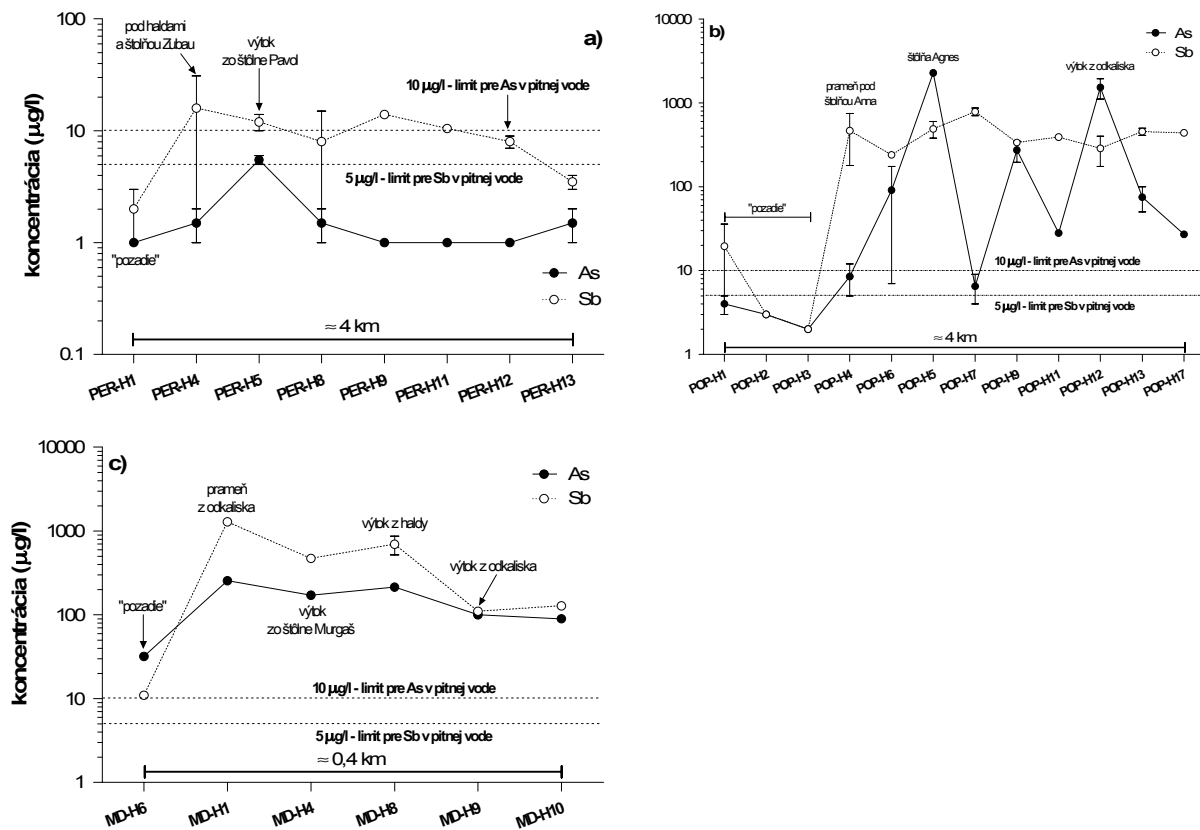 a)
koncentrácia (µg/l)
100
10
1
0.1
pod haldami
a štolňou Zubau
výtok
zo štôlne Pavol
10 µg/l - limit pre As v pitnej vode
5 µg/l - limit pre Sb v pitnej vode
"pozadie"
As
Sb
≈ 4 km
PER-H1
PER-H4
PER-H5
PER-H8
PER-H9
PER-H11
PER-H12
PER-H13
b)
10000
1000
100
10
1
As
Sb
štôlňa Agnes
výtok z odkaliska
prameň pod
štolňou Anna
"pozadie"
10 µg/l - limit pre As v pitnej vode
5 µg/l - limit pre Sb v pitnej vode
≈ 4 km
POP-H1
POP-H2
POP-H3
POP-H4
POP-H6
POP-H5
POP-H7
POP-H9
POP-H11
POP-H12
POP-H13
POP-H17
c)
koncentrácia (µg/l)
10000
1000
100
10
1
As
Sb
prameň
z odkaliska
výtok z haldy
výtok z odkaliska
"pozadie"
výtok
zo štôlne Murgaš
10 µg/l - limit pre As v pitnej vode
5 µg/l - limit pre Sb v pitnej vode
≈ 0,4 km
MD-H6
MD-H1
MD-H4
MD-H8
MD-H9
MD-H10